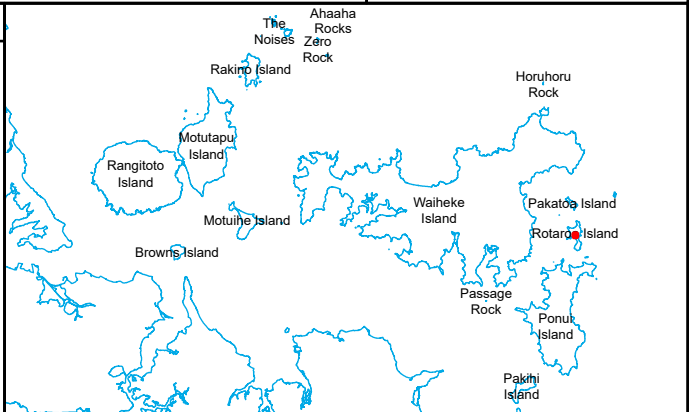 The
Noises
Ahaaha
Rocks
Zero
Rock
Rakino Island
Horuhoru
Rock
Motutapu
Island
Rangitoto
Island
Waiheke
Island
Pakatoa Island
Motuihe Island
Rotaroa Island
Browns Island
Passage
Rock
Ponui
Island
Pakihi
Island